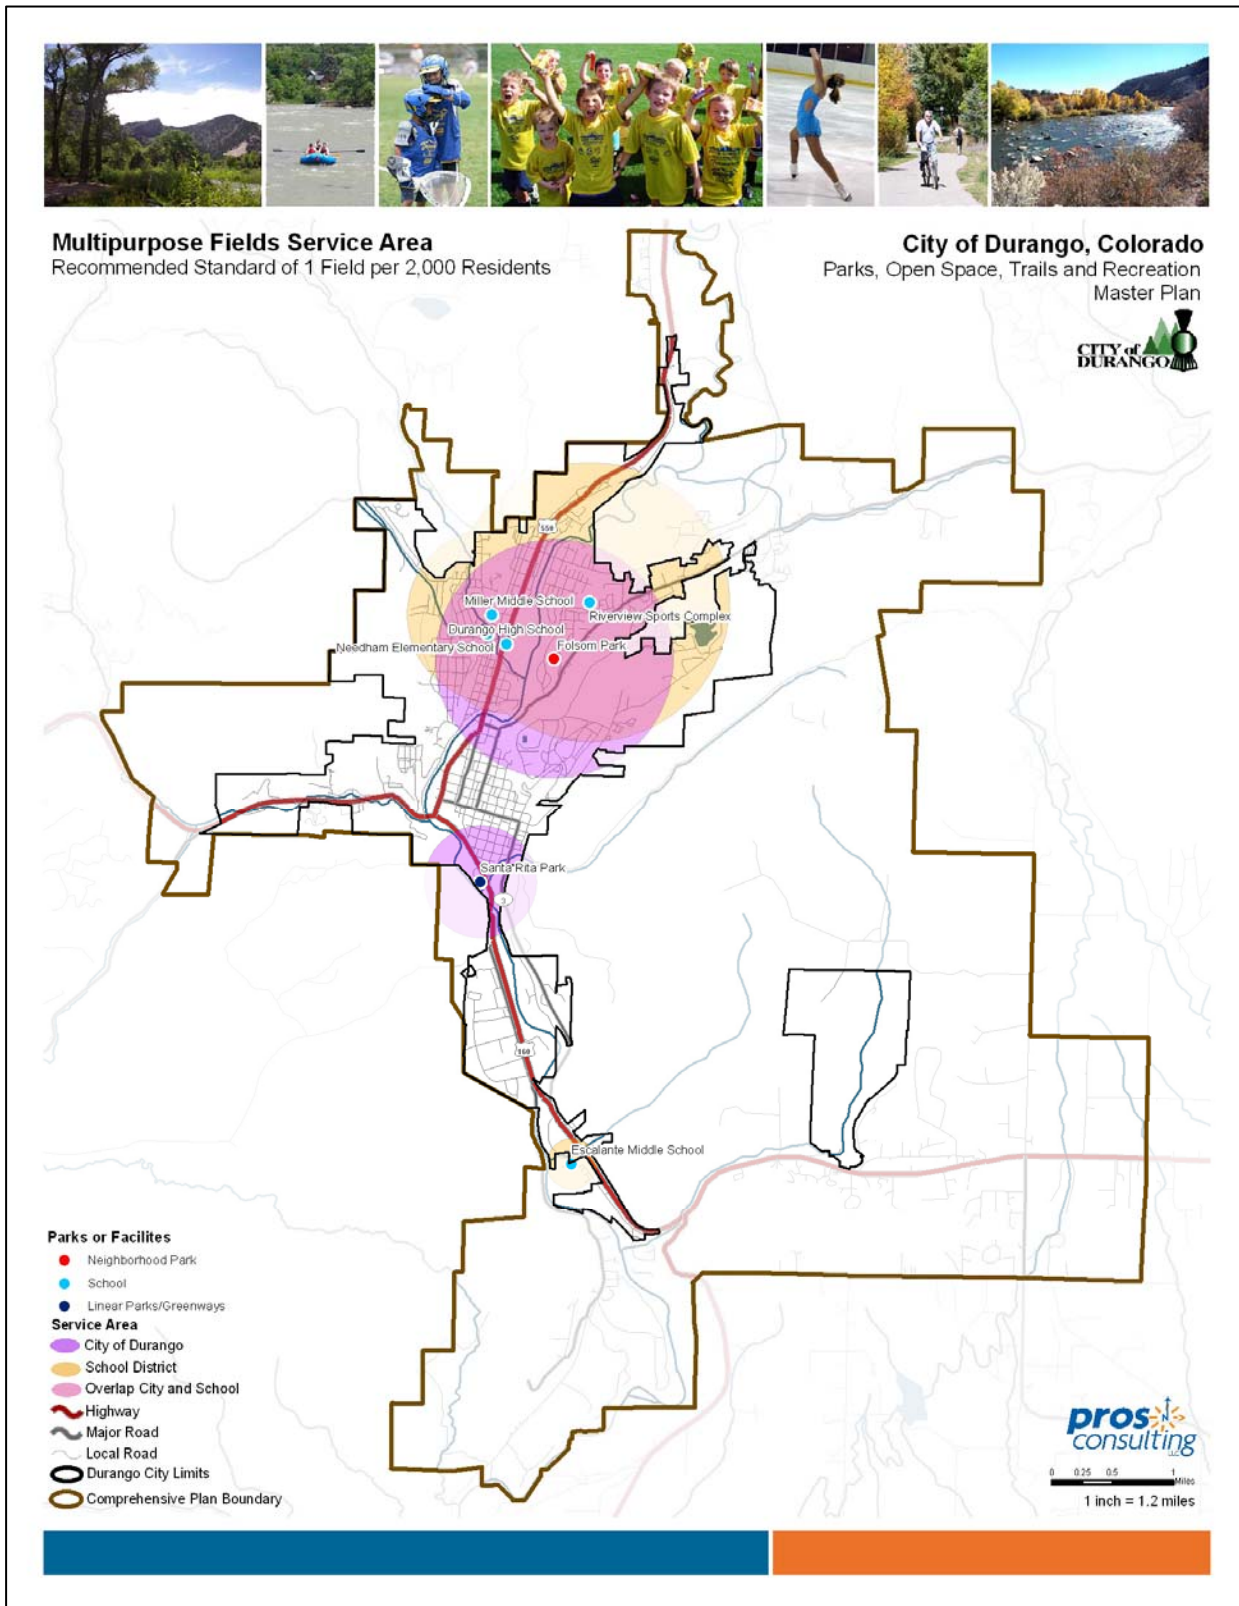 Multipurpose Fields Service Area
Recommended Standard of 1 Field per 2,000 Residents
City of Durango, Colorado
Parks, Open Space, Trails and Recreation
Master Plan
CITY of
DURANGO
550
Miller Middle School
Riverview Sports Complex
Durango High School
Needham Elementary School
Folsom Park
Santa Rita Park
3
160
Escalante Middle School
Parks or Facilites
Neighborhood Park
School
Linear Parks/Greenways
Service Area
City of Durango
School District
Overlap City and School
Highway
Major Road
Local Road
Durango City Limits
Comprehensive Plan Boundary
pros
N
consulting
LLC
0 0.25 0.5 1
Miles
1 inch = 1.2 miles